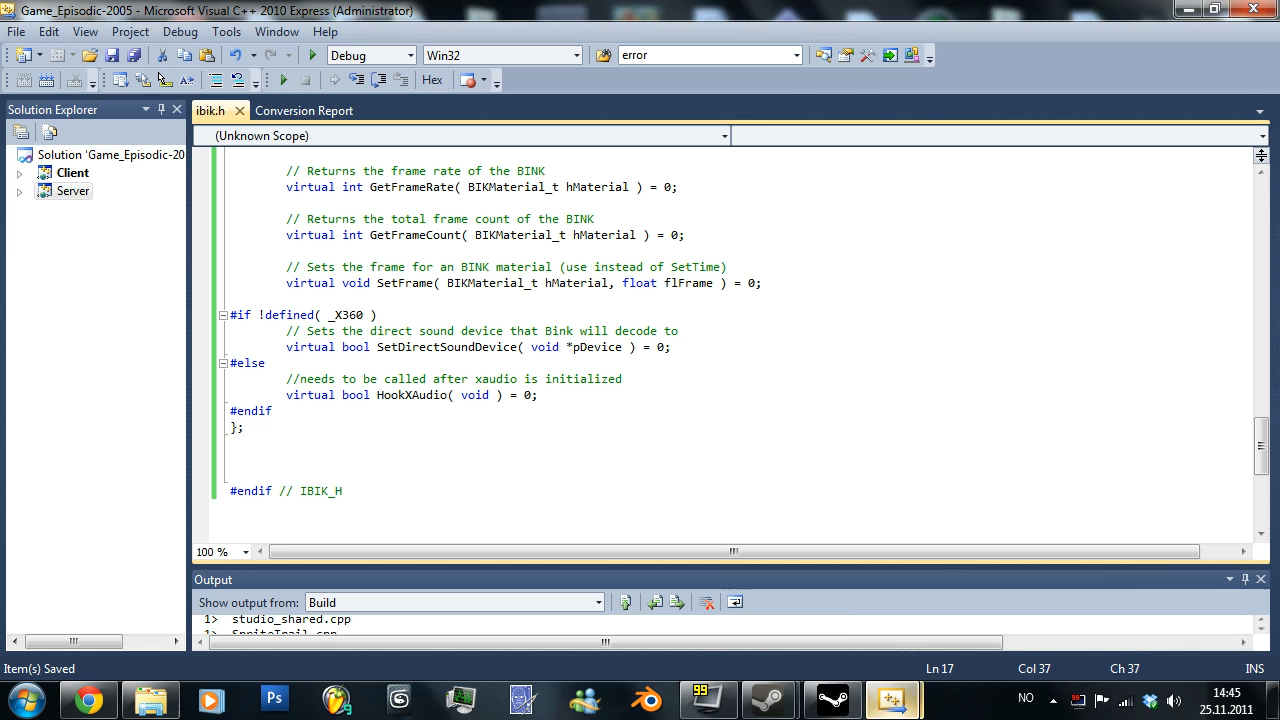 Game_Episodic-2005 - Microsoft Visual C++ 2010 Express (Administrator)
File Edit View Project Debug Tools Window Help
Debug Win32 error
Hex
Solution Explorer
ibik.h Conversion Report
(Unknown Scope)
Solution 'Game_Episodic-20
Client
Server
// Returns the frame rate of the BINK
virtual int GetFrameRate( BIKMaterial_t hMaterial ) = 0;
// Returns the total frame count of the BINK
virtual int GetFrameCount( BIKMaterial_t hMaterial ) = 0;
// Sets the frame for an BINK material (use instead of SetTime)
virtual void SetFrame( BIKMaterial_t hMaterial, float flFrame ) = 0;
#if !defined( _X360 )
// Sets the direct sound device that Bink will decode to
virtual bool SetDirectSoundDevice( void *pDevice ) = 0;
#else
//needs to be called after xaudio is initialized
virtual bool HookXAudio( void ) = 0;
#endif
};
#endif // IBIK_H
100 %
Output
Show output from: Build
1> studio_shared.cpp
1> SpriteTrail.cpp
Item(s) Saved Ln 17 Col 37 Ch 37 INS
Ps 99 NO 99 14:45
25.11.2011